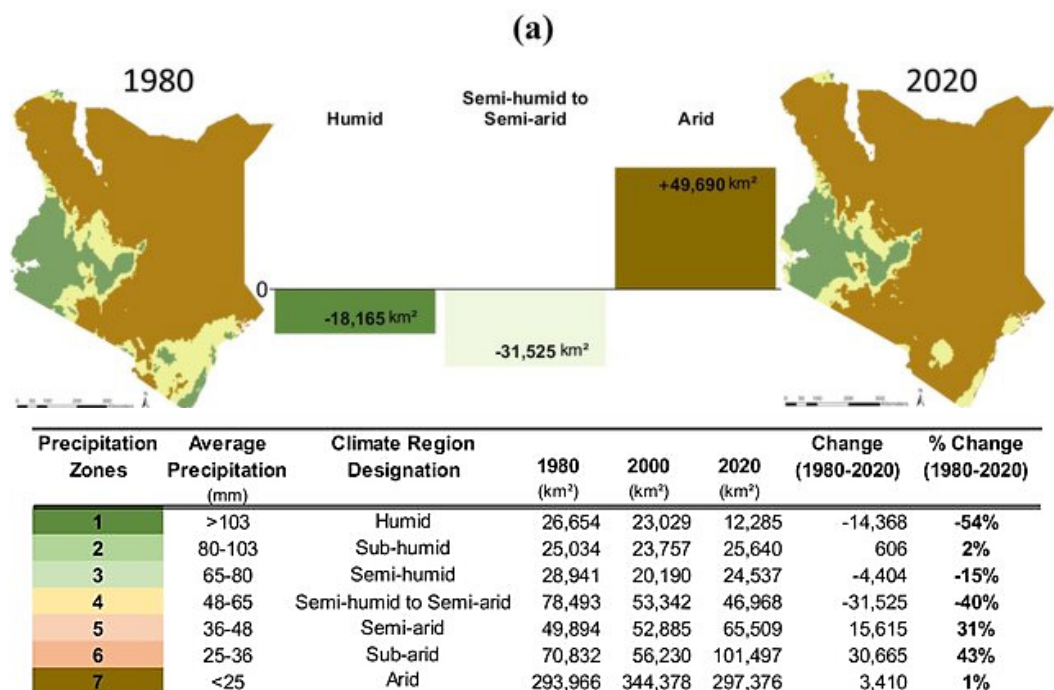 (a)
1980
2020
Humid
Semi-humid to
Semi-arid
Arid
+49,690 km²
0
-18,165 km²
-31,525 km²
Precipitation Zones Average Precipitation (mm) Climate Region Designation 1980 (km²) 2000 (km²) 2020 (km²) Change (1980-2020) % Change (1980-2020)
1 >103 Humid 26,654 23,029 12,285 -14,368 -54%
2 80-103 Sub-humid 25,034 23,757 25,640 606 2%
3 65-80 Semi-humid 28,941 20,190 24,537 -4,404 -15%
4 48-65 Semi-humid to Semi-arid 78,493 53,342 46,968 -31,525 -40%
5 36-48 Semi-arid 49,894 52,885 65,509 15,615 31%
6 25-36 Sub-arid 70,832 56,230 101,497 30,665 43%
7 <25 Arid 293,966 344,378 297,376 3,410 1%